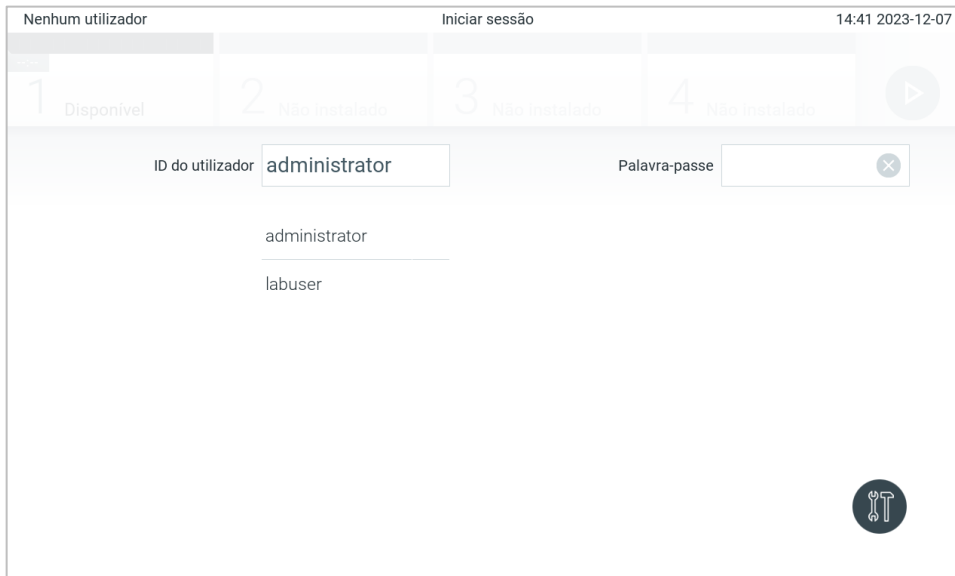 Nenhum utilizador Iniciar sessão 14:41 2023-12-07
1 Disponível 2 Não Instalado 3 Não Instalado 4 Não Instalado
ID do utilizador administrator Palavra-passe
administrator
labuser